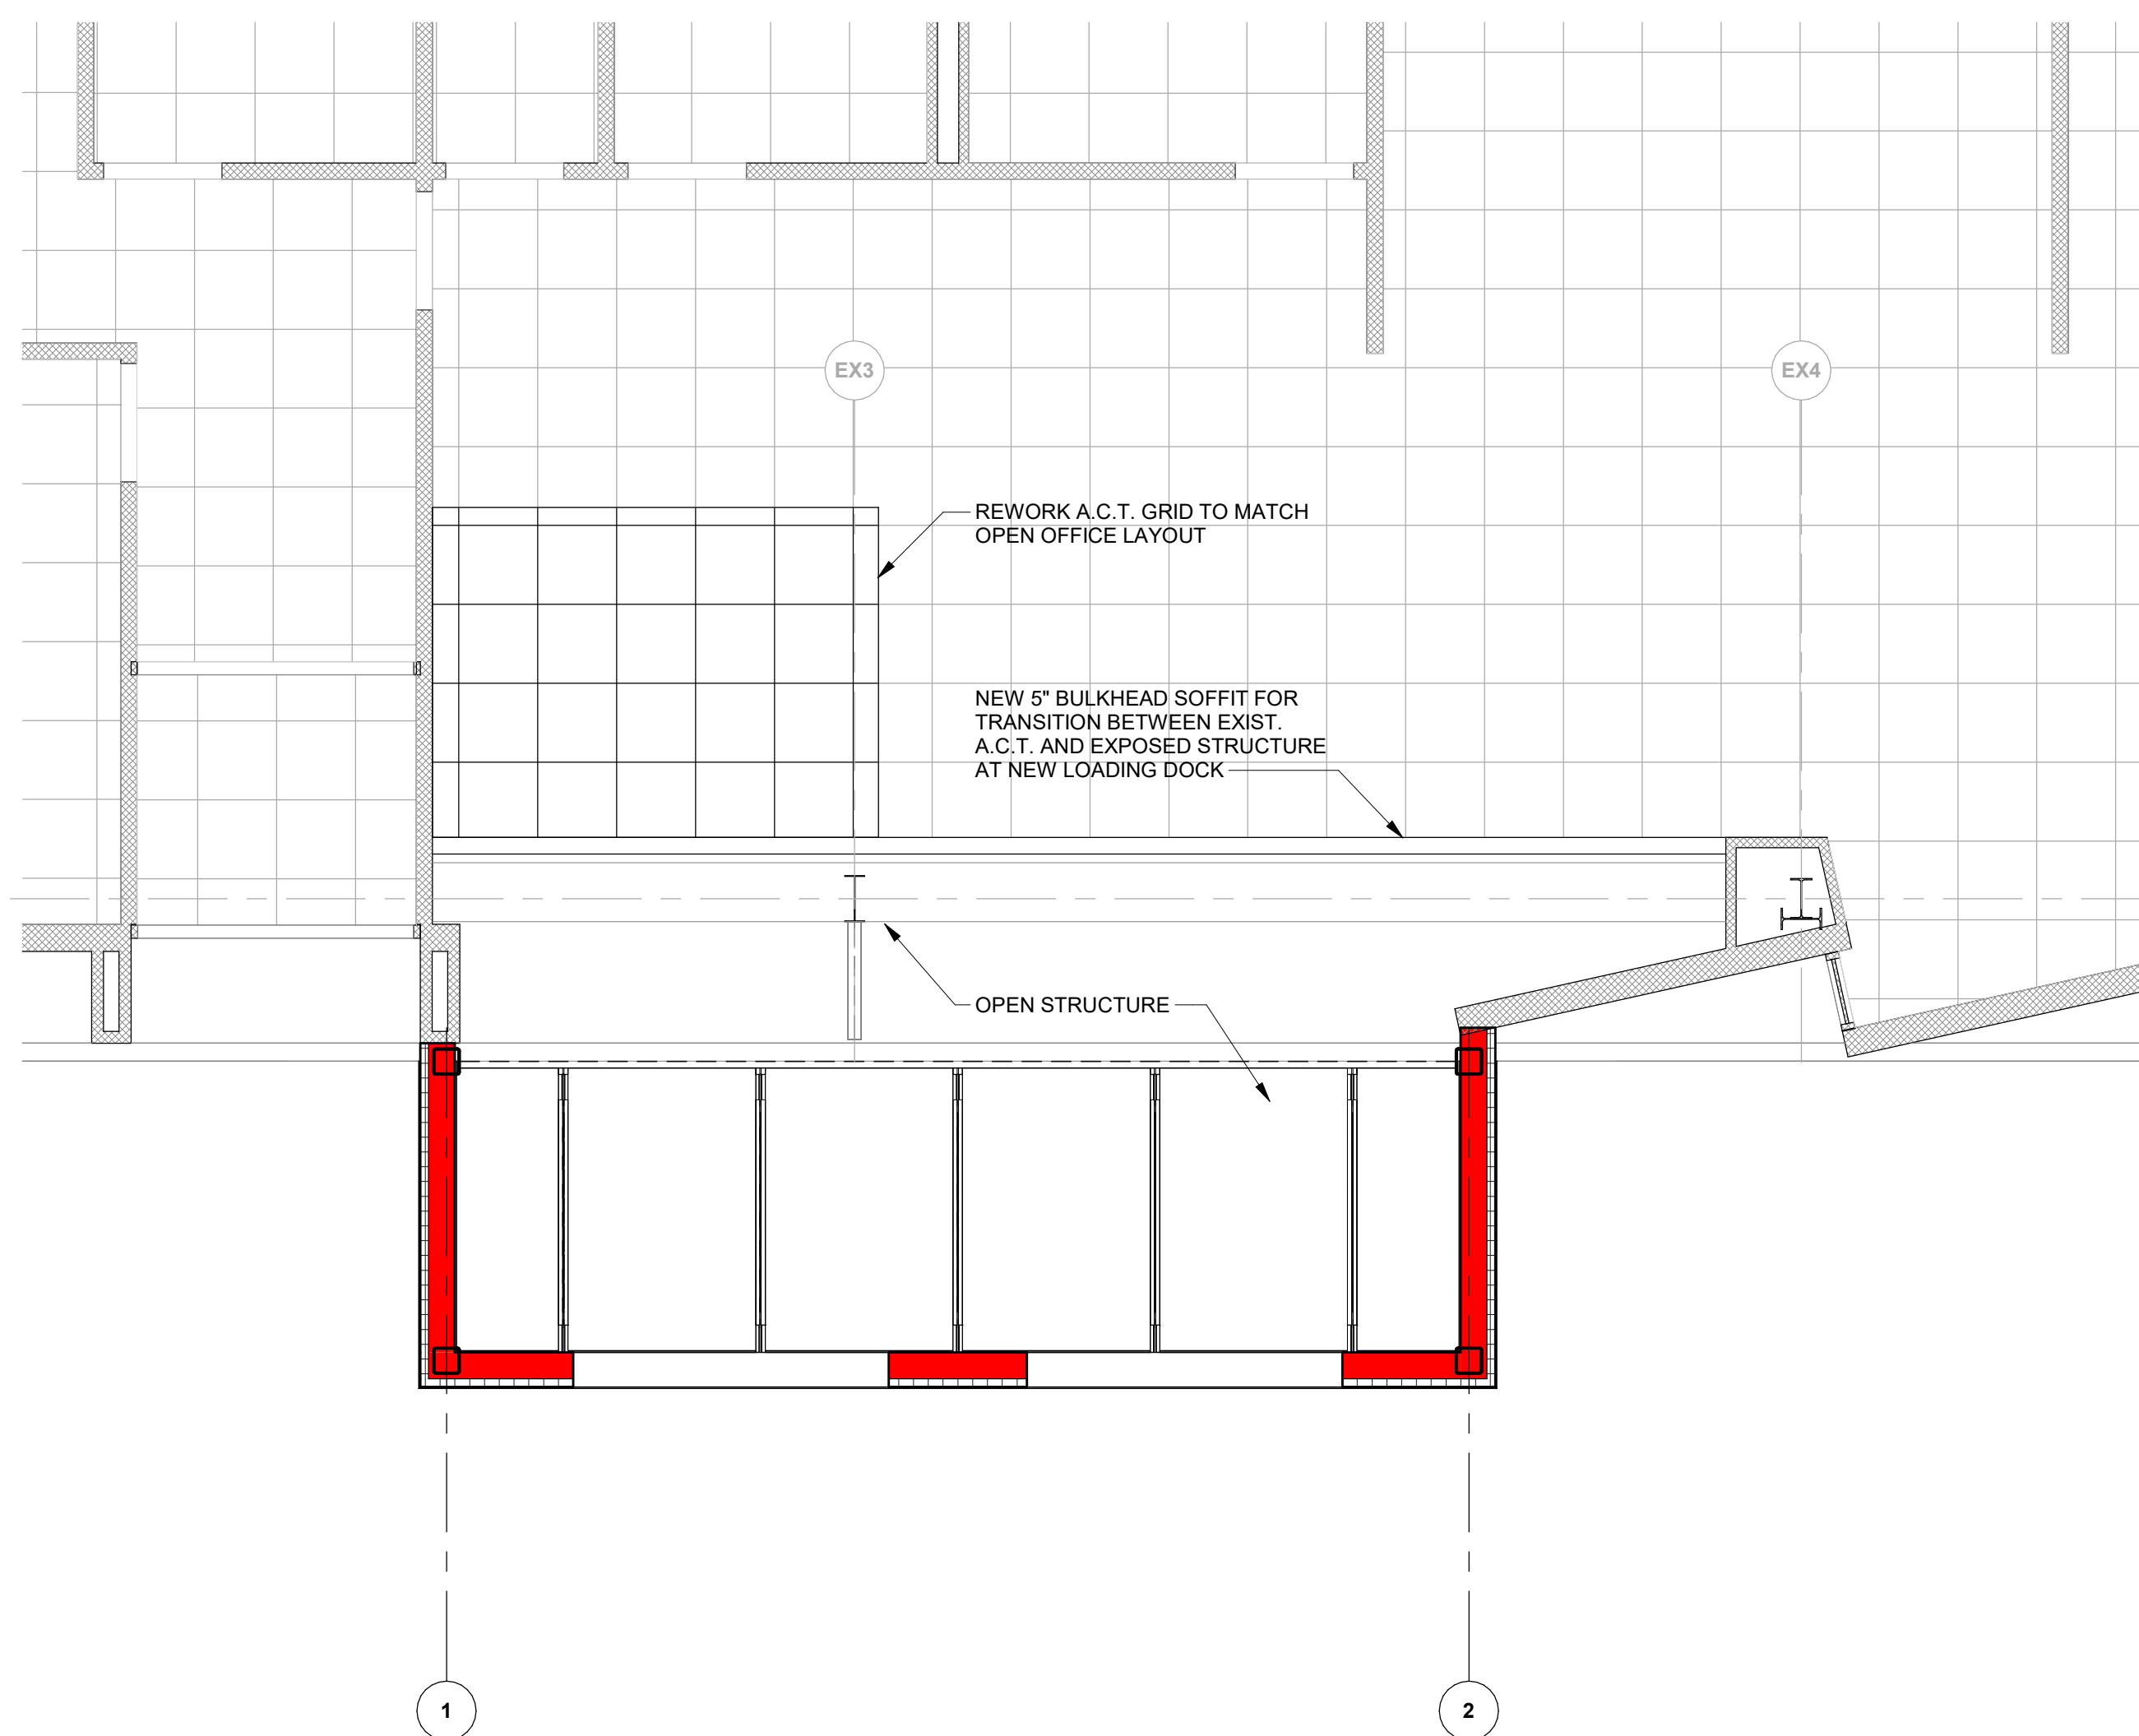 EX3
EX4
REWORK A.C.T. GRID TO MATCH
OPEN OFFICE LAYOUT
NEW 5" BULKHEAD SOFFIT FOR
TRANSITION BETWEEN EXIST.
A.C.T. AND EXPOSED STRUCTURE
AT NEW LOADING DOCK
OPEN STRUCTURE
1
2